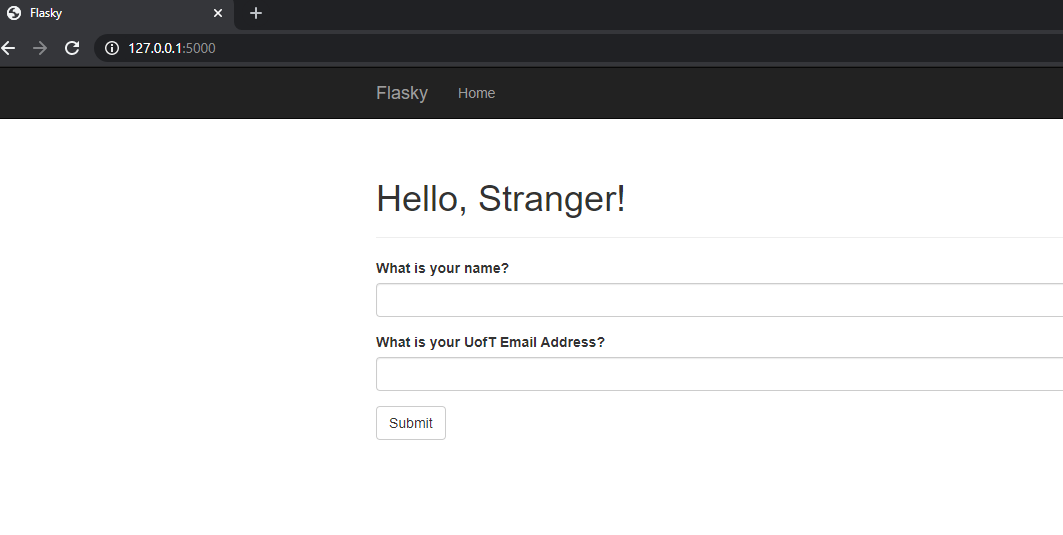 Flasky
127.0.0.1:5000
Flasky Home
Hello, Stranger!
What is your name?
What is your UofT Email Address?
Submit